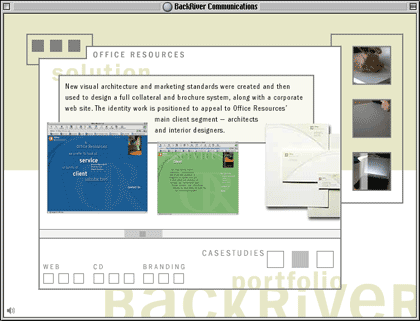 BackRiver Communications
OFFICE RESOURCES
solution
New visual architecture and marketing standards were created and then
used to design a full collateral and brochure system, along with a corporate
web site. The identity work is positioned to appeal to Office Resources'
main client segment — architects
and interior designers.
Office Resources
service
client
CASESTUDIES
WEB CD BRANDING
portfolio
BackRiver